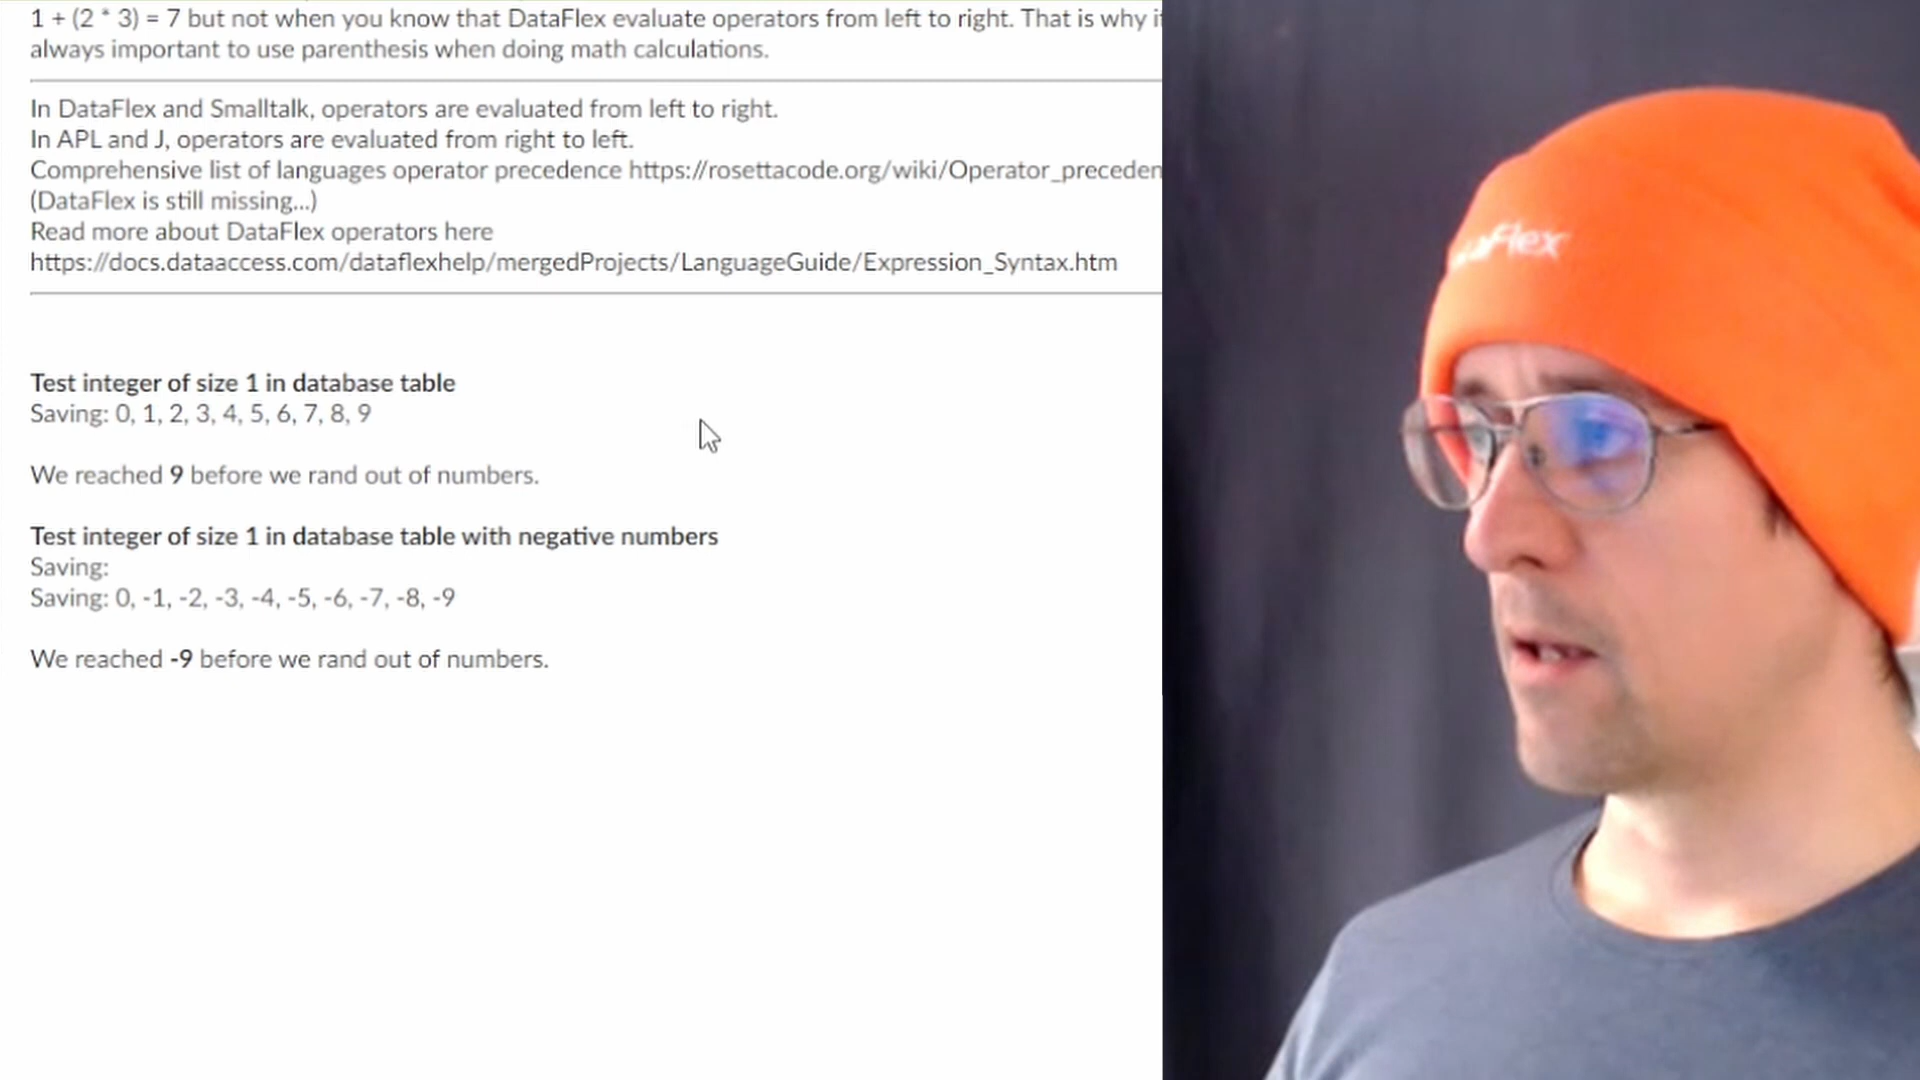 1 + (2 * 3) = 7 but not when you know that DataFlex evaluate operators from left to right. That is why
always important to use parenthesis when doing math calculations.
In DataFlex and Smalltalk, operators are evaluated from left to right.
In APL and J, operators are evaluated from right to left.
Comprehensive list of languages operator precedence https://rosettacode.org/wiki/Operator_preceden
(DataFlex is still missing...)
Read more about DataFlex operators here
https://docs.dataaccess.com/dataflexhelp/mergedProjects/LanguageGuide/Expression_Syntax.htm
Test integer of size 1 in database table
Saving: 0, 1, 2, 3, 4, 5, 6, 7, 8, 9
We reached 9 before we rand out of numbers.
Test integer of size 1 in database table with negative numbers
Saving:
Saving: 0, -1, -2, -3, -4, -5, -6, -7, -8, -9
We reached -9 before we rand out of numbers.